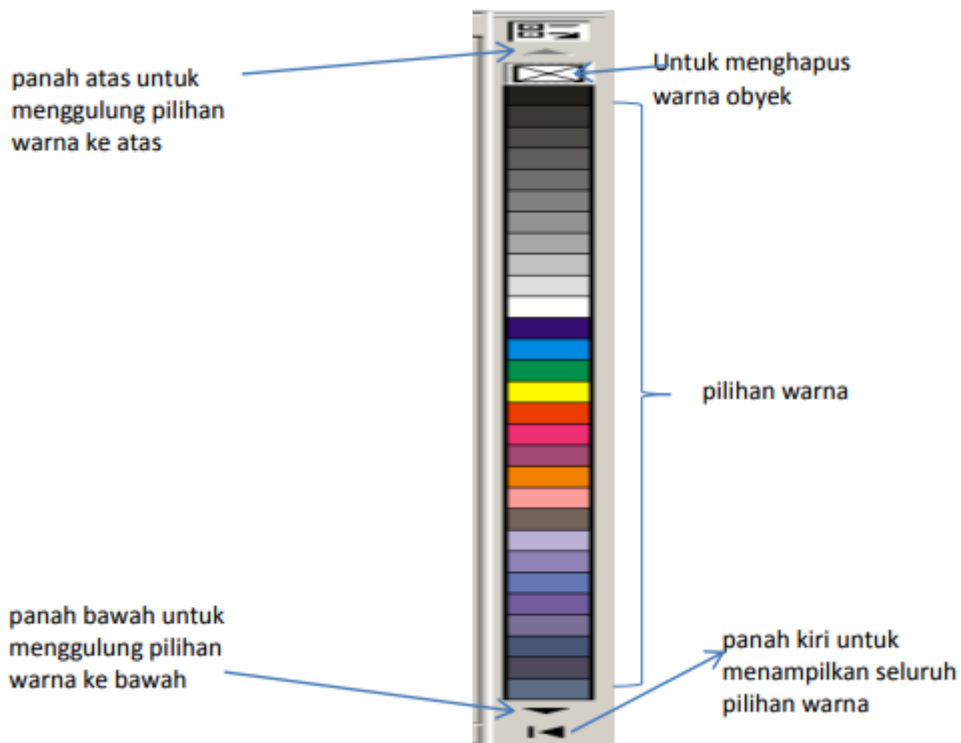 panah atas untuk
menggulung pilihan
warna ke atas
Untuk menghapus
warna obyek
pilihan warna
panah bawah untuk
menggulung pilihan
warna ke bawah
panah kiri untuk
menampilkan seluruh
pilihan warna